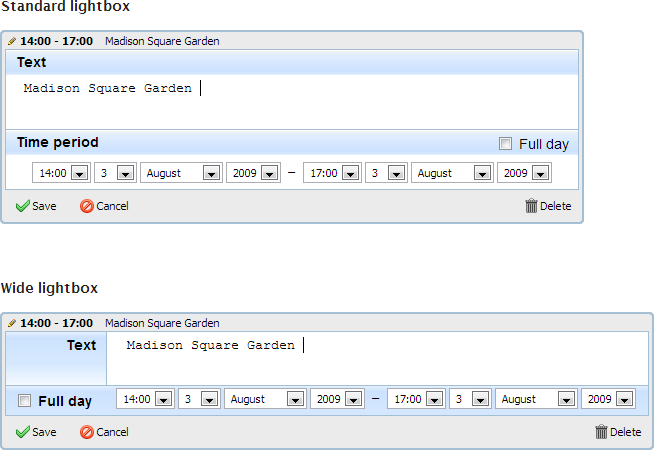 Standard lightbox
14:00 - 17:00 Madison Square Garden
Text
Madison Square Garden
Time period Full day
14:00 3 August 2009 – 17:00 3 August 2009
Save Cancel Delete
Wide lightbox
14:00 - 17:00 Madison Square Garden
Text Madison Square Garden
Full day 14:00 3 August 2009 – 17:00 3 August 2009
Save Cancel Delete